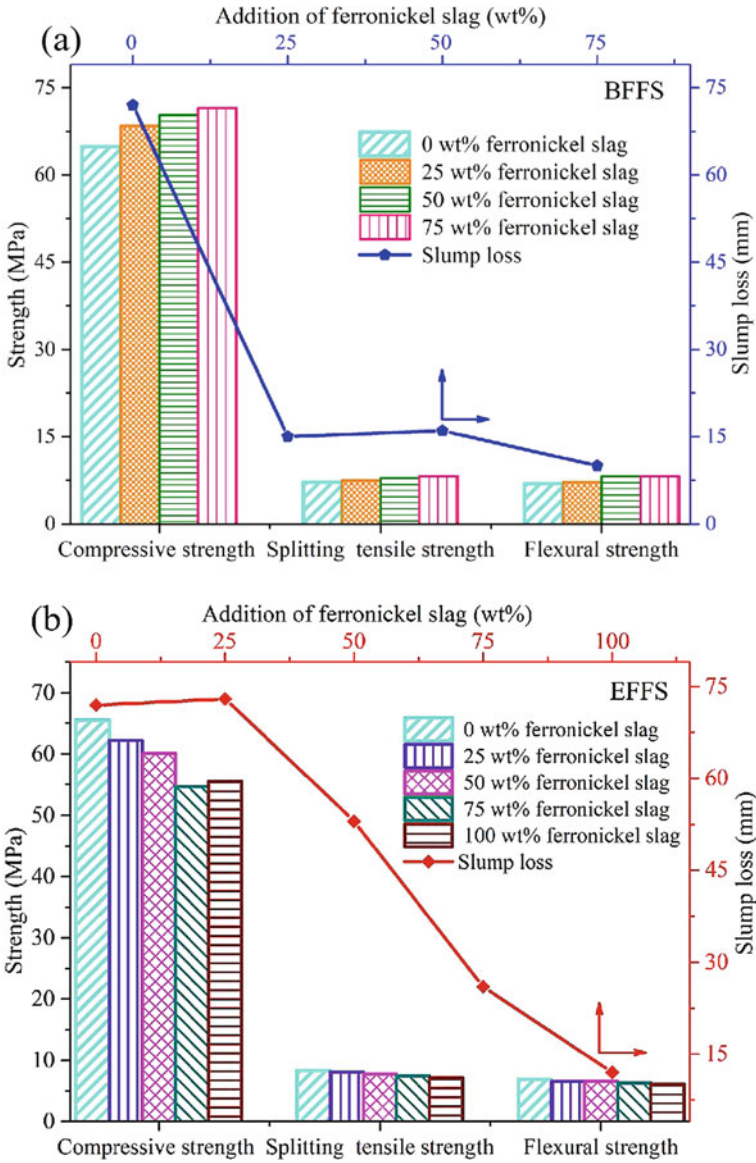 (a)
Addition of ferronickel slag (wt%)
0 25 50 75
BFFS
75 60 45 30 15 0
Strength (MPa)
0 wt% ferronickel slag
25 wt% ferronickel slag
50 wt% ferronickel slag
75 wt% ferronickel slag
Slump loss
75 60 45 30 15 0
Slump loss (mm)
Compressive strength Splitting tensile strength Flexural strength
(b)
Addition of ferronickel slag (wt%)
0 25 50 75 100
EFFS
70 60 50 40 30 20 10 0
Strength (MPa)
0 wt% ferronickel slag
25 wt% ferronickel slag
50 wt% ferronickel slag
75 wt% ferronickel slag
100 wt% ferronickel slag
Slump loss
75 60 45 30 15
Slump loss (mm)
Compressive strength Splitting tensile strength Flexural strength